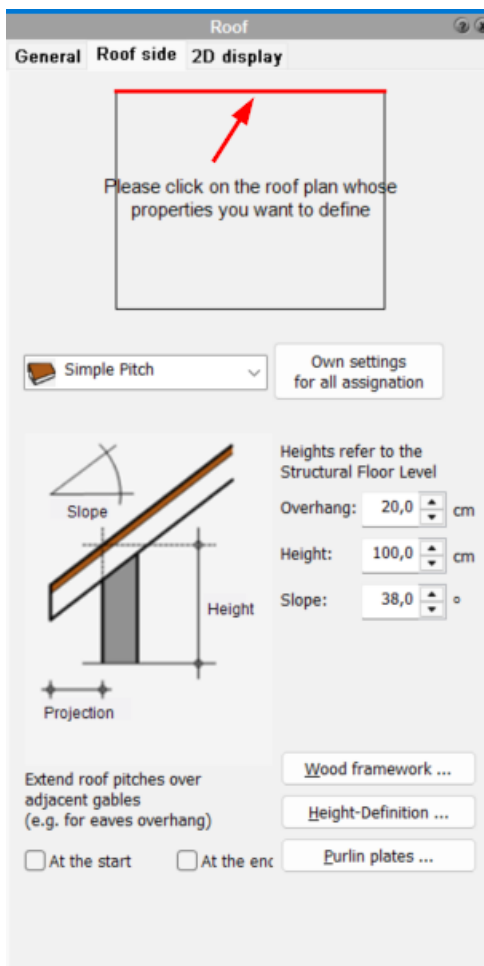 Roof
General Roof side 2D display
Please click on the roof plan whose
properties you want to define
Simple Pitch
Own settings
for all assignation
Heights refer to the
Structural Floor Level
Overhang: 20,0 cm
Height: 100,0 cm
Slope: 38,0 °
Slope
Height
Projection
Extend roof pitches over
adjacent gables
(e.g. for eaves overhang)
At the start At the end
Wood framework ...
Height-Definition ...
Purlin plates ...